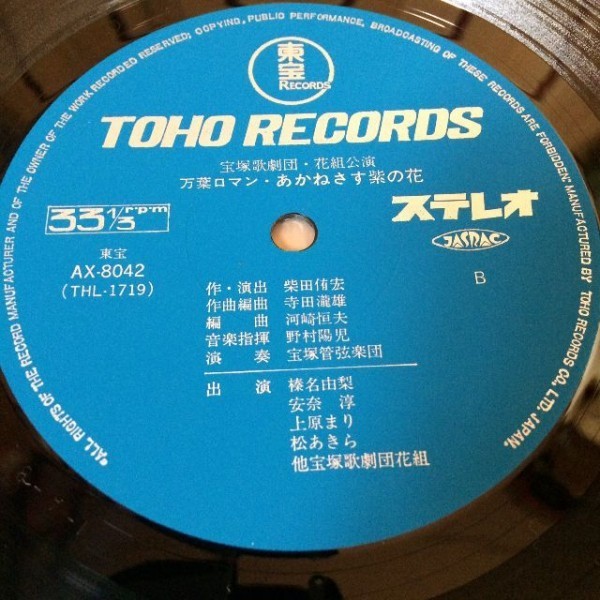 東宝
RECORDS
TOHO RECORDS
宝塚歌劇団・花組公演
万葉ロマン・あかねさす紫の花
33 1/3 rpm
ステレオ
JASRAC
東宝
AX-8042
(THL-1719)
B
作・演出 柴田侑宏
作曲編曲 寺田瀧雄
編曲 河崎恒夫
音楽指揮 野村陽児
演奏 宝塚管弦楽団
出演 榛名由梨
安奈 淳
上原まり
松あきら
他宝塚歌劇団花組
"ALL RIGHTS OF THE RECORD MANUFACTURER AND OF THE OWNER OF THE WORK RECORDED RESERVED; COPYING, PUBLIC PERFORMANCE, BROADCASTING OF THESE RECORDS ARE FORBIDDEN." MANUFACTURED BY TOHO RECORDS CO., LTD. JAPAN.